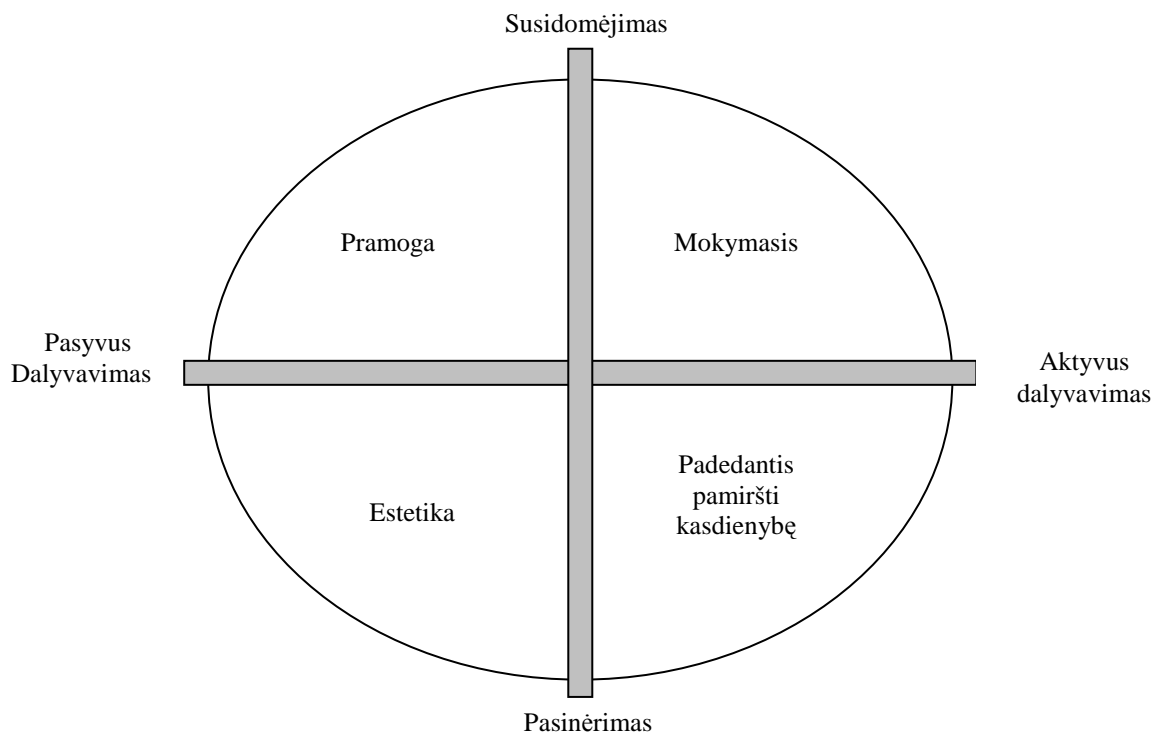 Susidomėjimas
Pramoga
Mokymasis
Pasyvus
Dalyvavimas
Aktyvus
dalyvavimas
Estetika
Padedantis
pamiršti
kasdienybę
Pasinėrimas